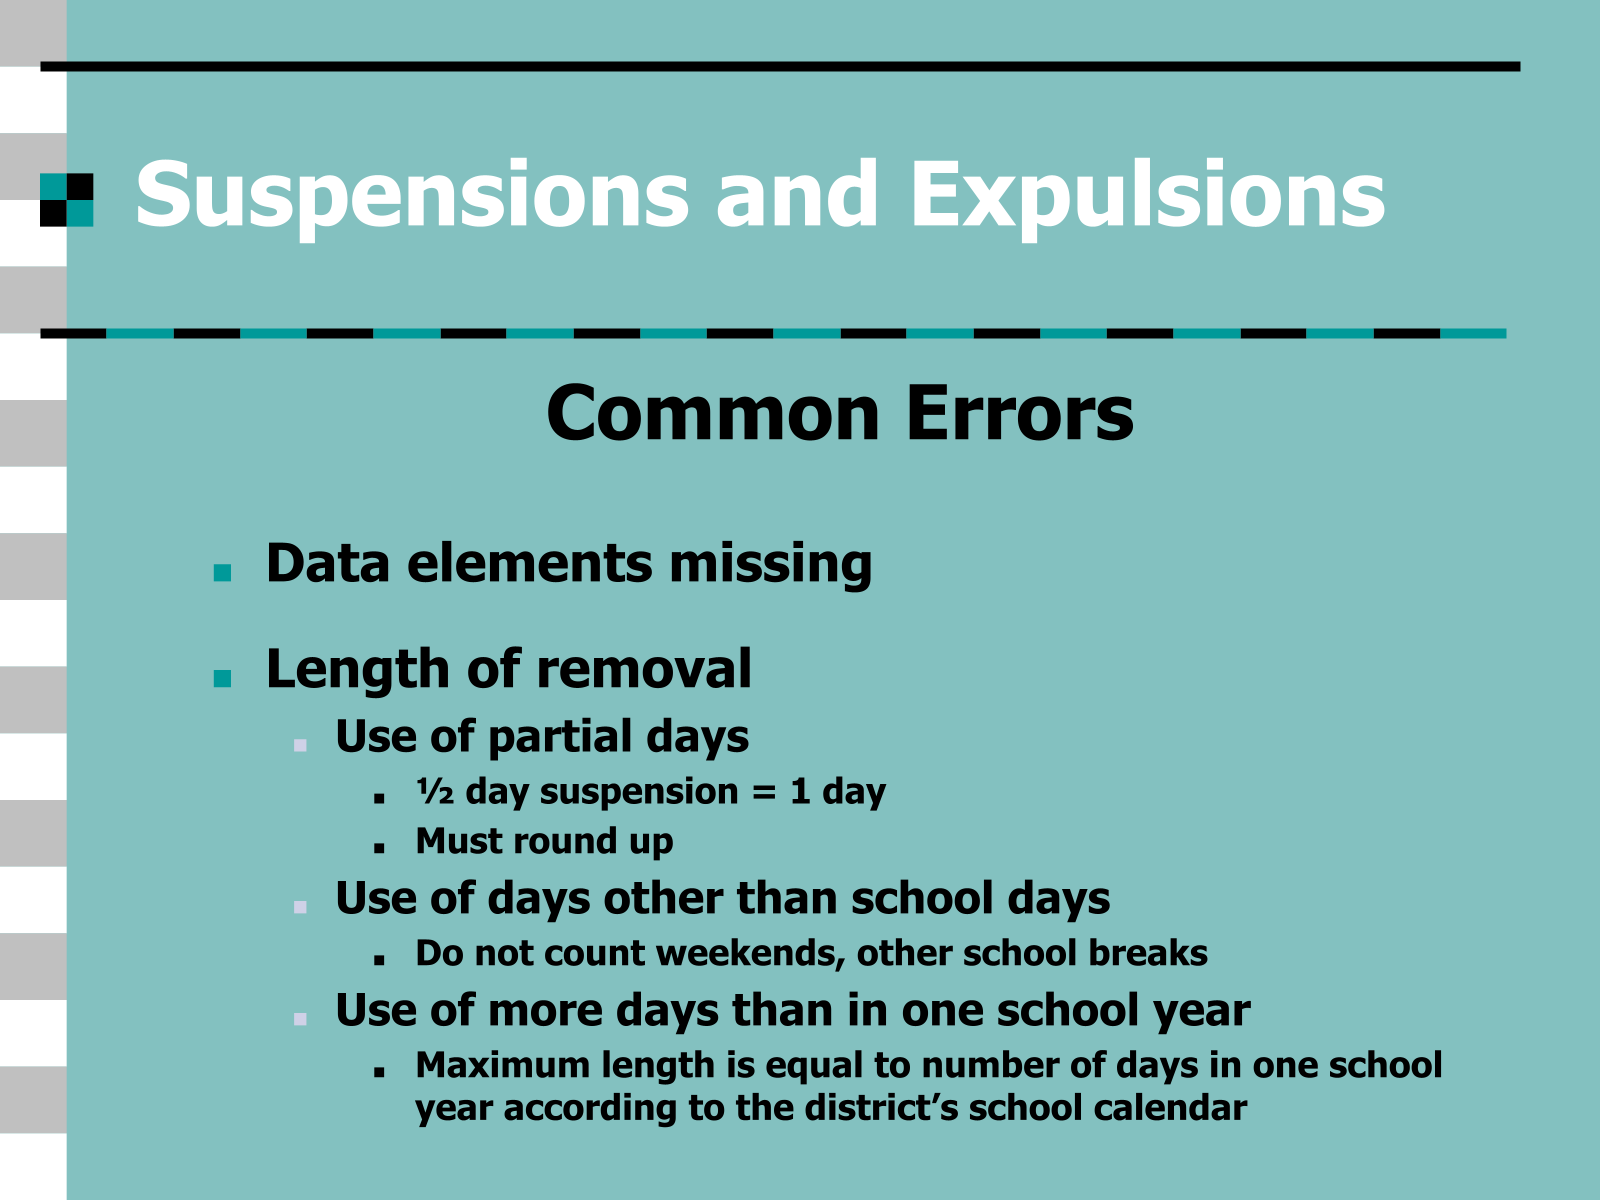 Suspensions and Expulsions
Common Errors
Data elements missing
Length of removal
Use of partial days
½ day suspension = 1 day
Must round up
Use of days other than school days
Do not count weekends, other school breaks
Use of more days than in one school year
Maximum length is equal to number of days in one school
year according to the district’s school calendar